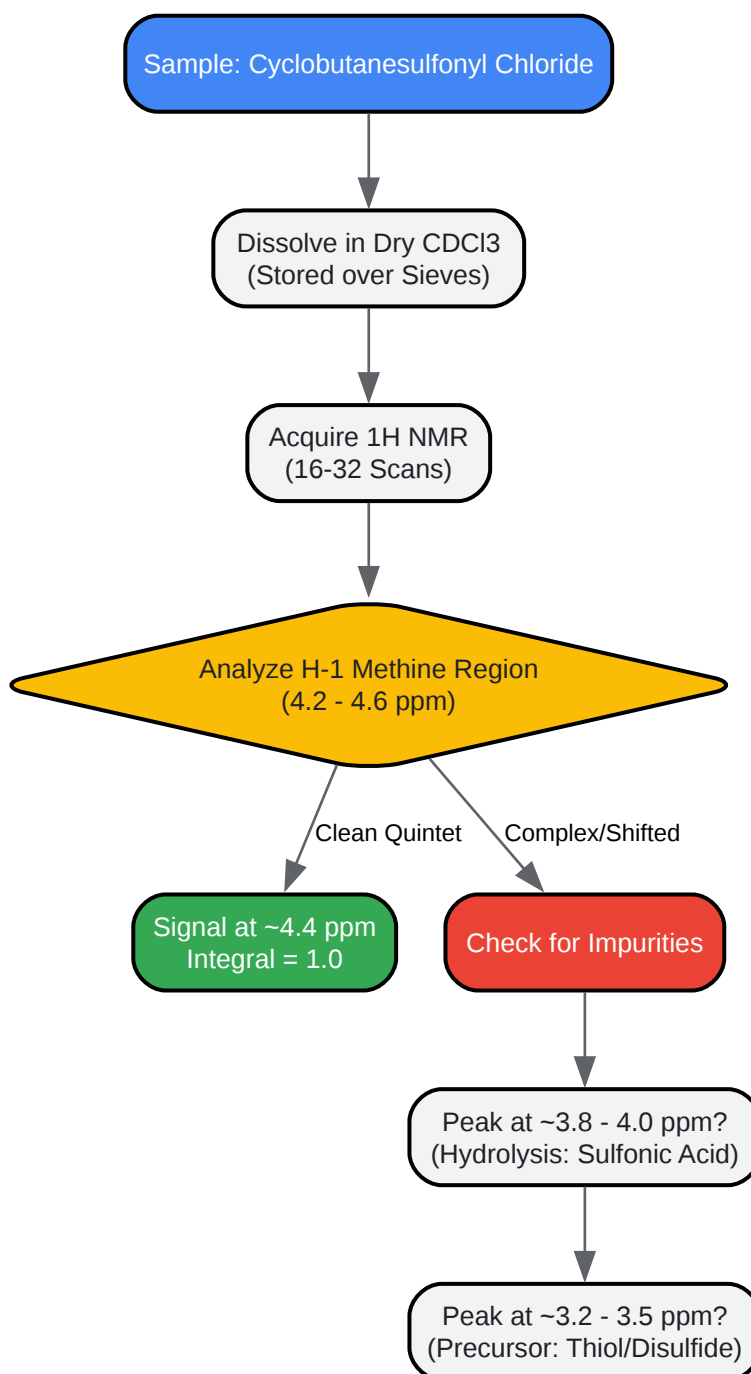 Sample: Cyclobutanesulfonyl Chloride
Dissolve in Dry CDCl3
(Stored over Sieves)
Acquire 1H NMR
(16-32 Scans)
Analyze H-1 Methine Region
(4.2 - 4.6 ppm)
Clean Quintet
Complex/Shifted
Signal at ~4.4 ppm
Integral = 1.0
Check for Impurities
Peak at ~3.8 - 4.0 ppm?
(Hydrolysis: Sulfonic Acid)
Peak at ~3.2 - 3.5 ppm?
(Precursor: Thiol/Disulfide)